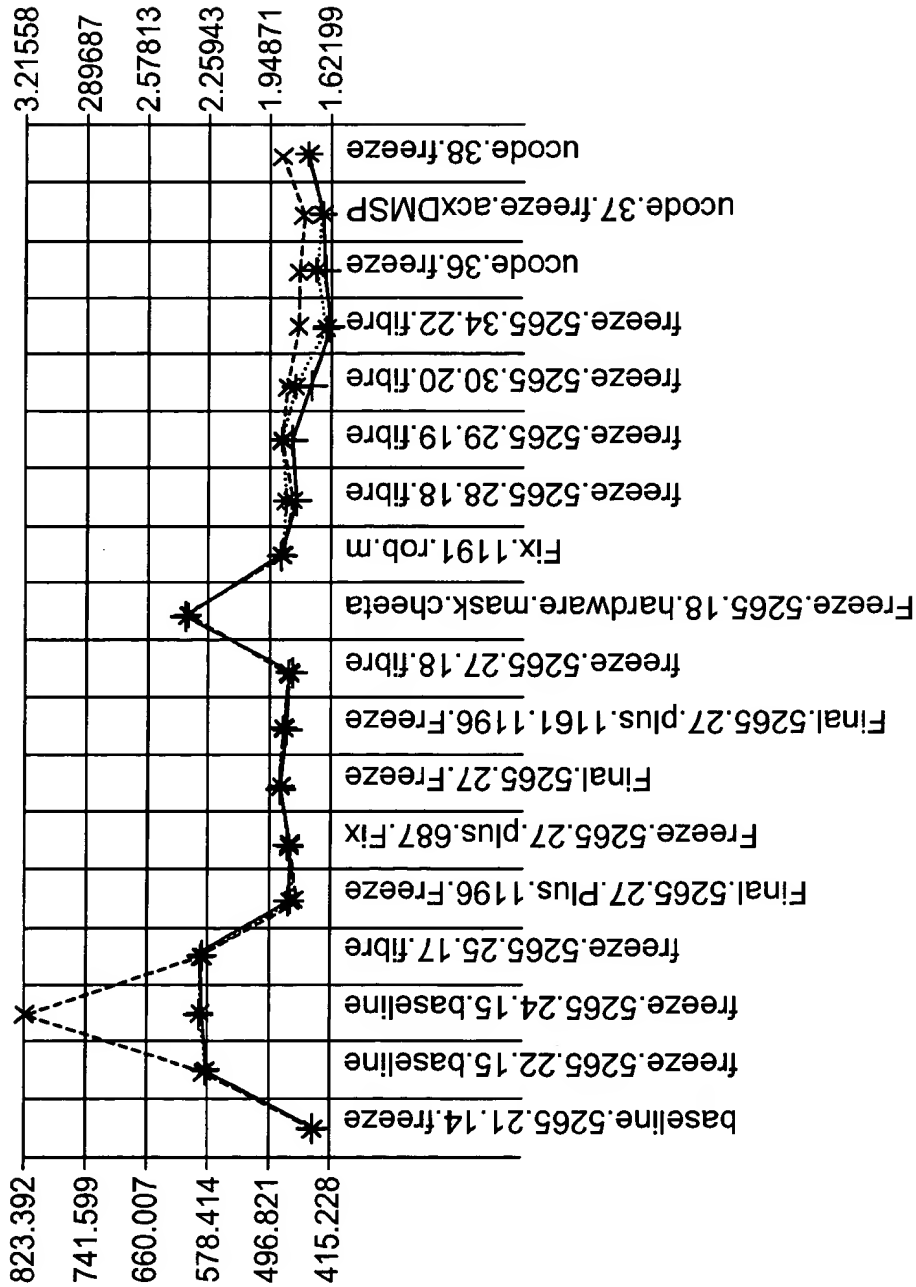 3.21558
289687
2.57813
2.25943
1.94871
1.62199
ucode.38.freeze
ucode.37.freeze.acxDMSP
ucode.36.freeze
freeze.5265.34.22.fibre
freeze.5265.30.20.fibre
freeze.5265.29.19.fibre
freeze.5265.28.18.fibre
Fix.1191.rob.m
Freeze.5265.18.hardware.mask.cheeta
freeze.5265.27.18.fibre
Final.5265.27.plus.1161.1196.Freeze
Final.5265.27.Freeze
Freeze.5265.27.plus.687.Fix
Final.5265.27.Plus.1196.Freeze
freeze.5265.25.17.fibre
freeze.5265.24.15.baseline
freeze.5265.22.15.baseline
baseline.5265.21.14.freeze
823.392
741.599
660.007
578.414
496.821
415.228